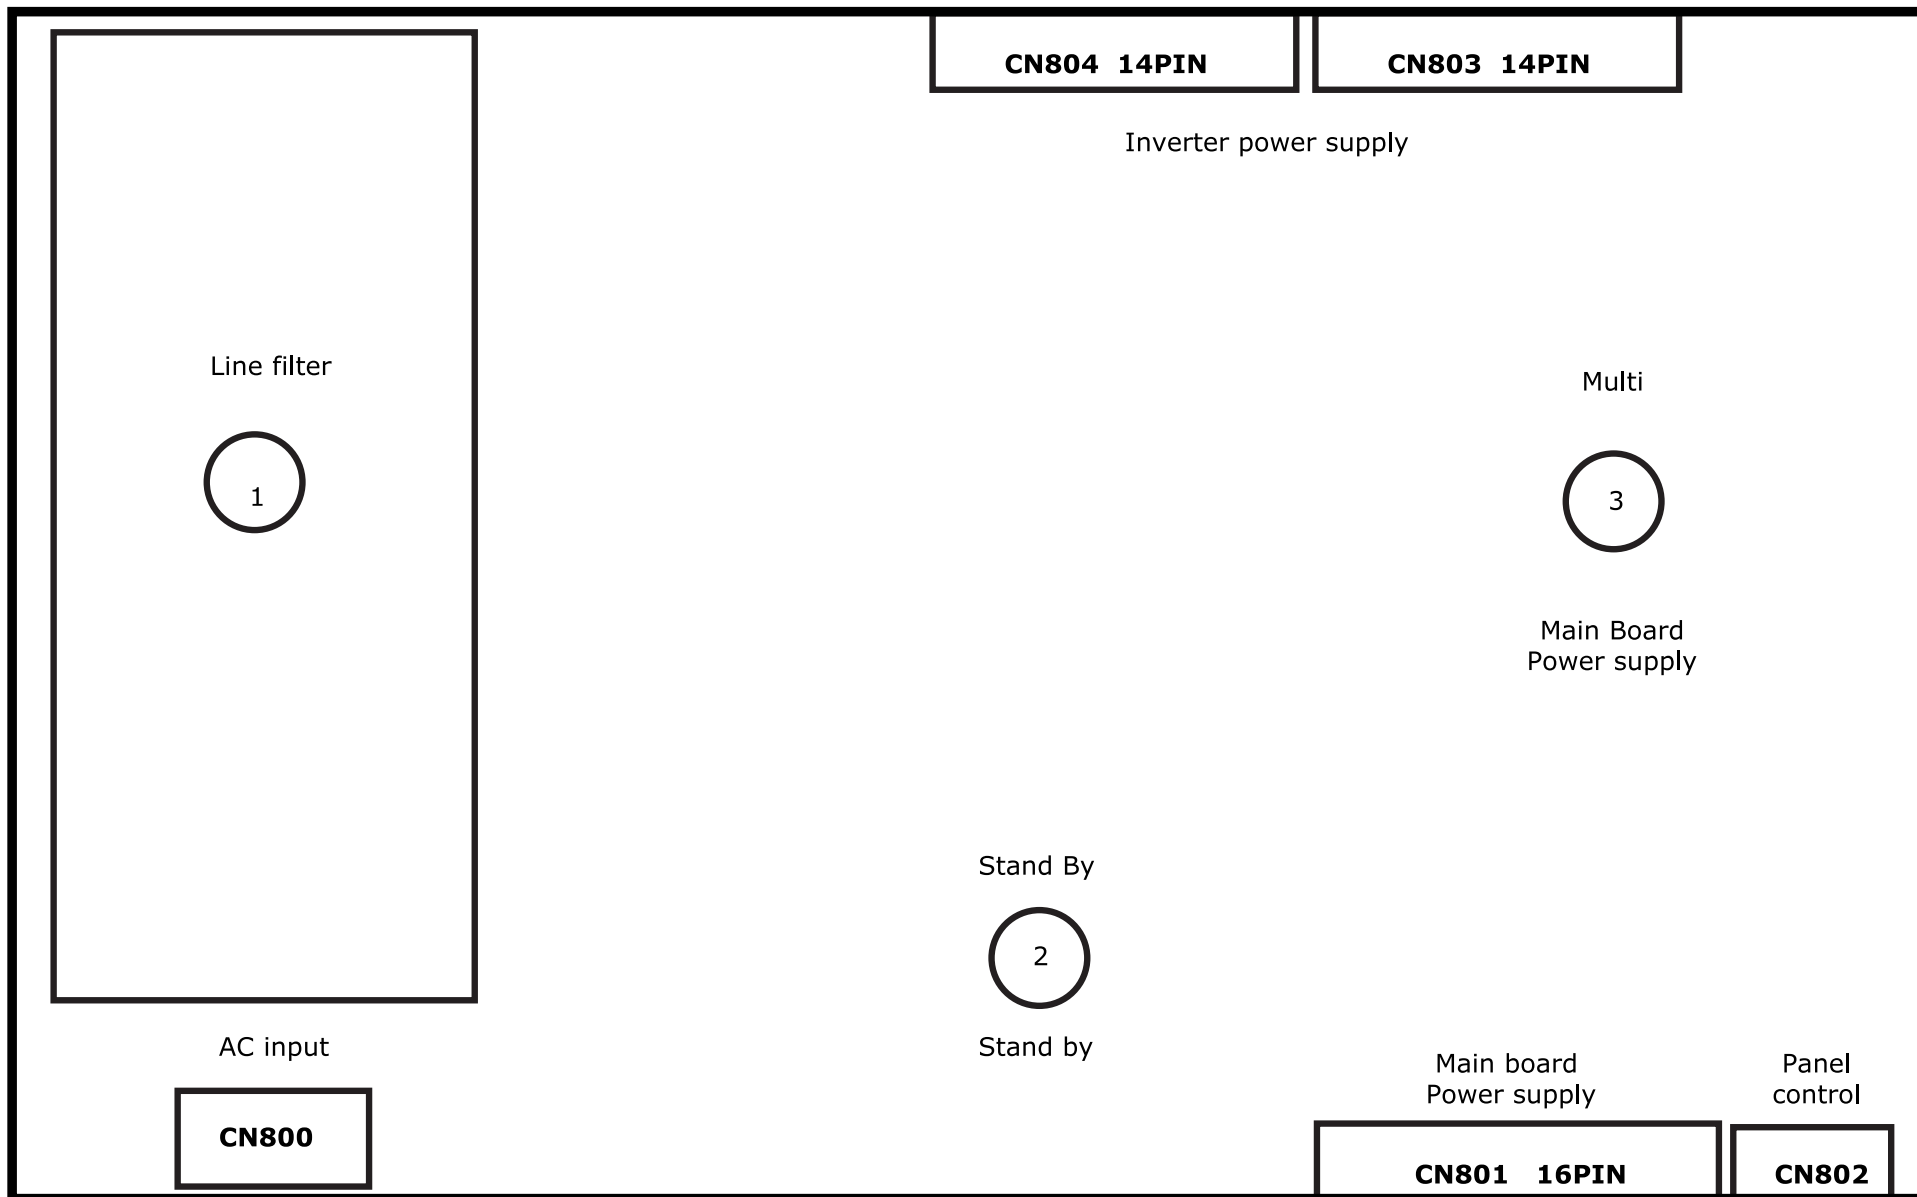 CN804 14PIN
CN803 14PIN
Inverter power supply
Line filter
1
Multi
3
Main Board
Power supply
Stand By
2
Stand by
AC input
CN800
Main board
Power supply
CN801 16PIN
Panel
control
CN802